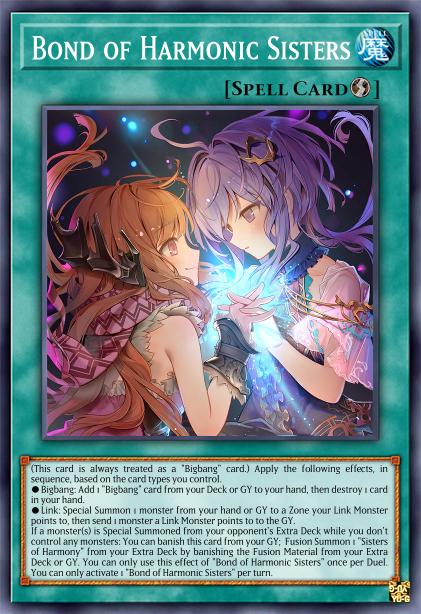 BOND OF HARMONIC SISTERS
SPELL
魔
[SPELL CARD]
(This card is always treated as a "Bigbang" card.) Apply the following effects, in
sequence, based on the card types you control.
●Bigbang: Add 1 "Bigbang" card from your Deck or GY to your hand, then destroy 1 card
in your hand.
●Link: Special Summon 1 monster from your hand or GY to a Zone your Link Monster
points to, then send 1 monster a Link Monster points to to the GY.
If a monster(s) is Special Summoned from your opponent's Extra Deck while you don't
control any monsters: You can banish this card from your GY; Fusion Summon 1 "Sisters
of Harmony" from your Extra Deck by banishing the Fusion Material from your Extra
Deck or GY. You can only use this effect of "Bond of Harmonic Sisters" once per Duel.
You can only activate 1 "Bond of Harmonic Sisters" per turn.